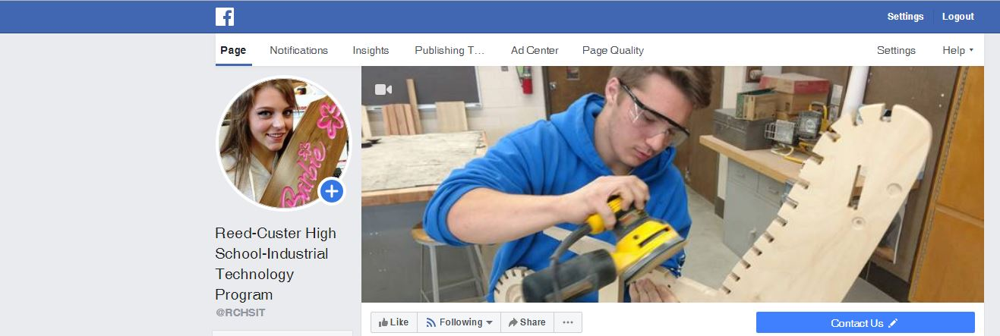 Settings Logout
Page Notifications Insights Publishing T… Ad Center Page Quality Settings Help
Barbie
Reed-Custer High
School-Industrial
Technology
Program
@RCHSIT
Like Following Share ···
Contact Us